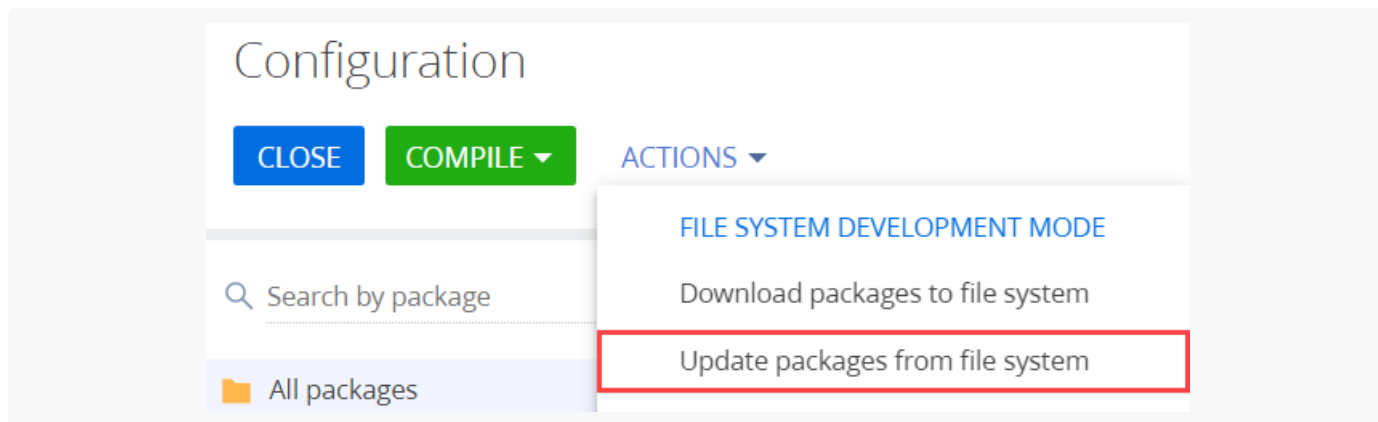 Configuration
CLOSE COMPILE ACTIONS
FILE SYSTEM DEVELOPMENT MODE
Search by package
Download packages to file system
Update packages from file system
All packages